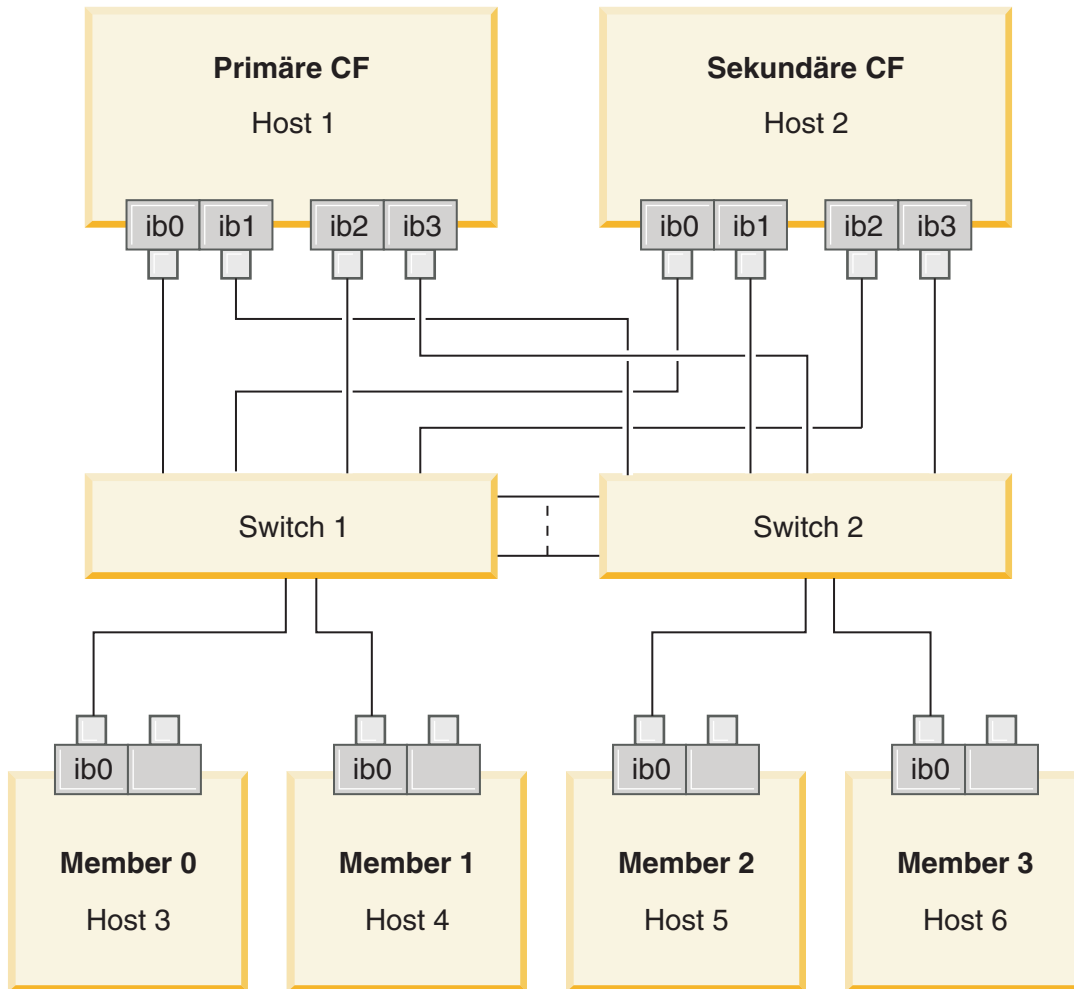 Primäre CF
Host 1
ib0 ib1 ib2 ib3
Sekundäre CF
Host 2
ib0 ib1 ib2 ib3
Switch 1
Switch 2
ib0
Member 0
Host 3
ib0
Member 1
Host 4
ib0
Member 2
Host 5
ib0
Member 3
Host 6